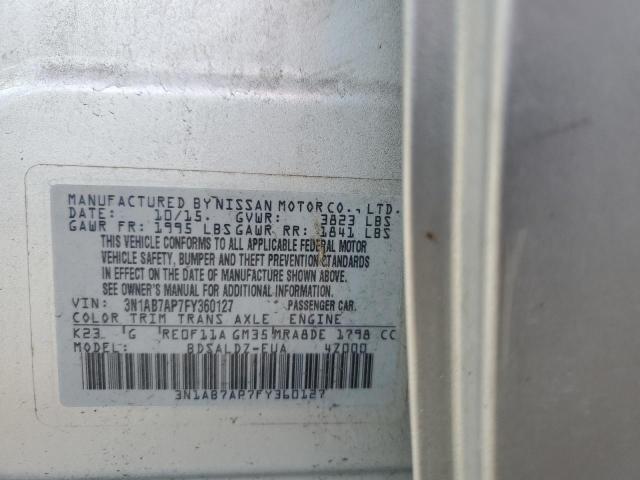 MANUFACTURED BY NISSAN MOTOR CO., LTD.
DATE: 10/15. GVWR: 3823 LBS
GAWR FR: 1995 LBS GAWR RR: 1841 LBS
THIS VEHICLE CONFORMS TO ALL APPLICABLE FEDERAL MOTOR
VEHICLE SAFETY, BUMPER AND THEFT PREVENTION STANDARDS
IN EFFECT ON THE DATE OF MANUFACTURE SHOWN ABOVE.
SEE OWNER'S MANUAL FOR ADDITIONAL INFORMATION.
VIN: 3N1AB7AP7FY360127 PASSENGER CAR.
COLOR TRIM TRANS AXLE ENGINE
K23 G RE0F11A GM35 MRA8DE 1798 CC
MODEL: BDSALDZ-EUA 4Z000
3N1AB7AP7FY360127